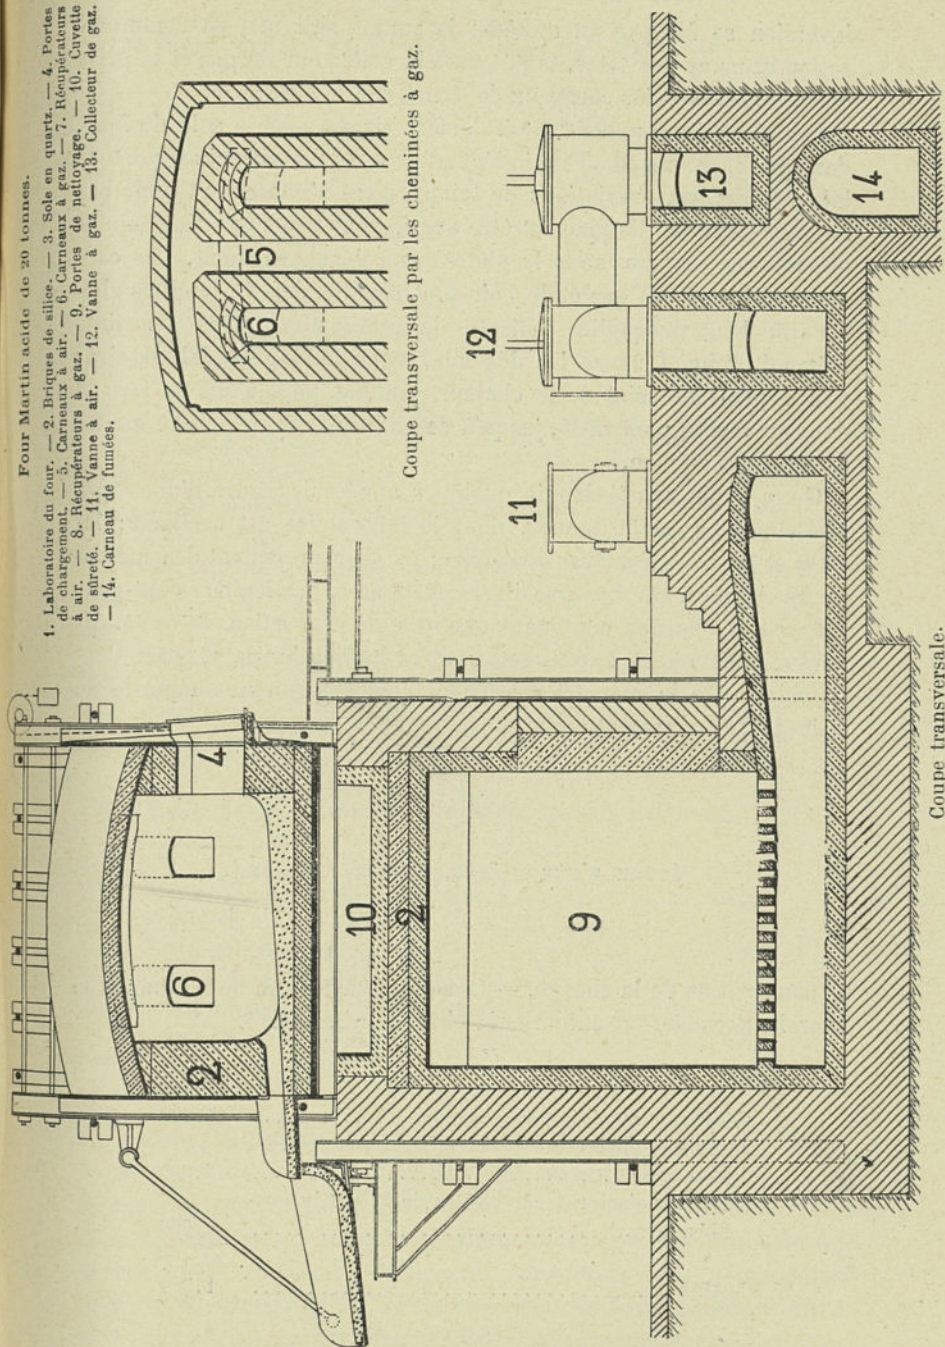 Four Martin acide de 20 tonnes.
1. Laboratoire du four. — 2. Briques de silice. — 3. Sole en quartz. — 4. Portes
de chargement. — 5. Carneaux à air. — 6. Carneaux à gaz. — 7. Récupérateurs
à air. — 8. Récupérateurs à gaz. — 9. Portes de nettoyage. — 10. Cuvette
de sûreté. — 11. Vanne à air. — 12. Vanne à gaz. — 13. Collecteur de gaz.
— 14. Carneau de fumées.
5
6
Coupe transversale par les cheminées à gaz.
4
6
2
10
2
9
11
12
13
14
Coupe transversale.